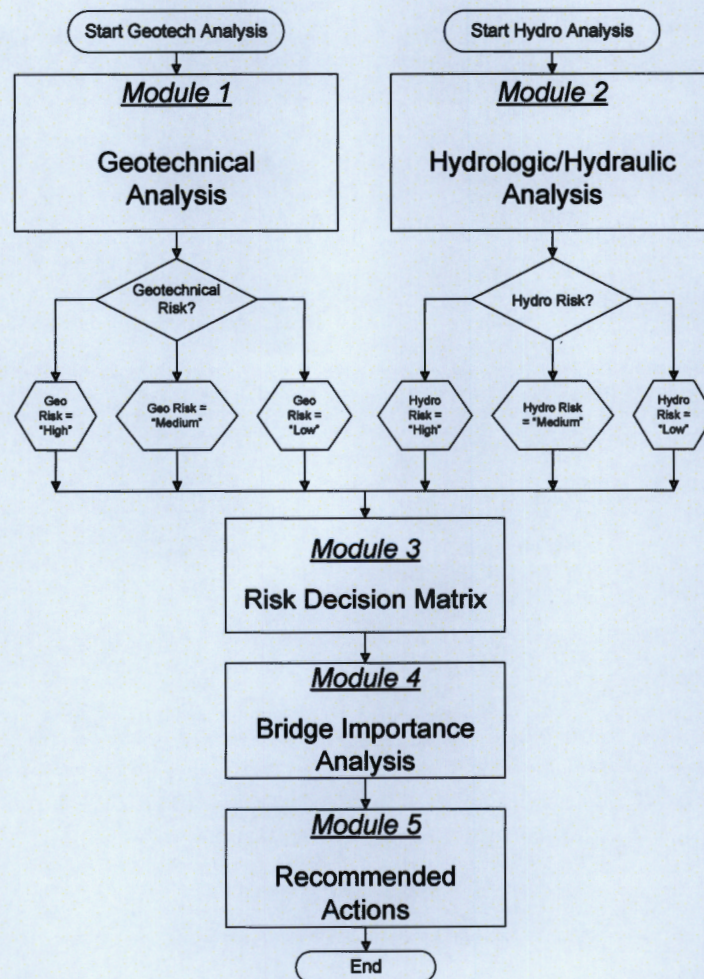 Start Geotech Analysis
Start Hydro Analysis
Module 1
Geotechnical
Analysis
Module 2
Hydrologic/Hydraulic
Analysis
Geotechnical
Risk?
Hydro Risk?
Geo
Risk =
"High"
Geo Risk =
"Medium"
Geo
Risk =
"Low"
Hydro
Risk =
"High"
Hydro Risk
= "Medium"
Hydro
Risk =
"Low"
Module 3
Risk Decision Matrix
Module 4
Bridge Importance
Analysis
Module 5
Recommended
Actions
End